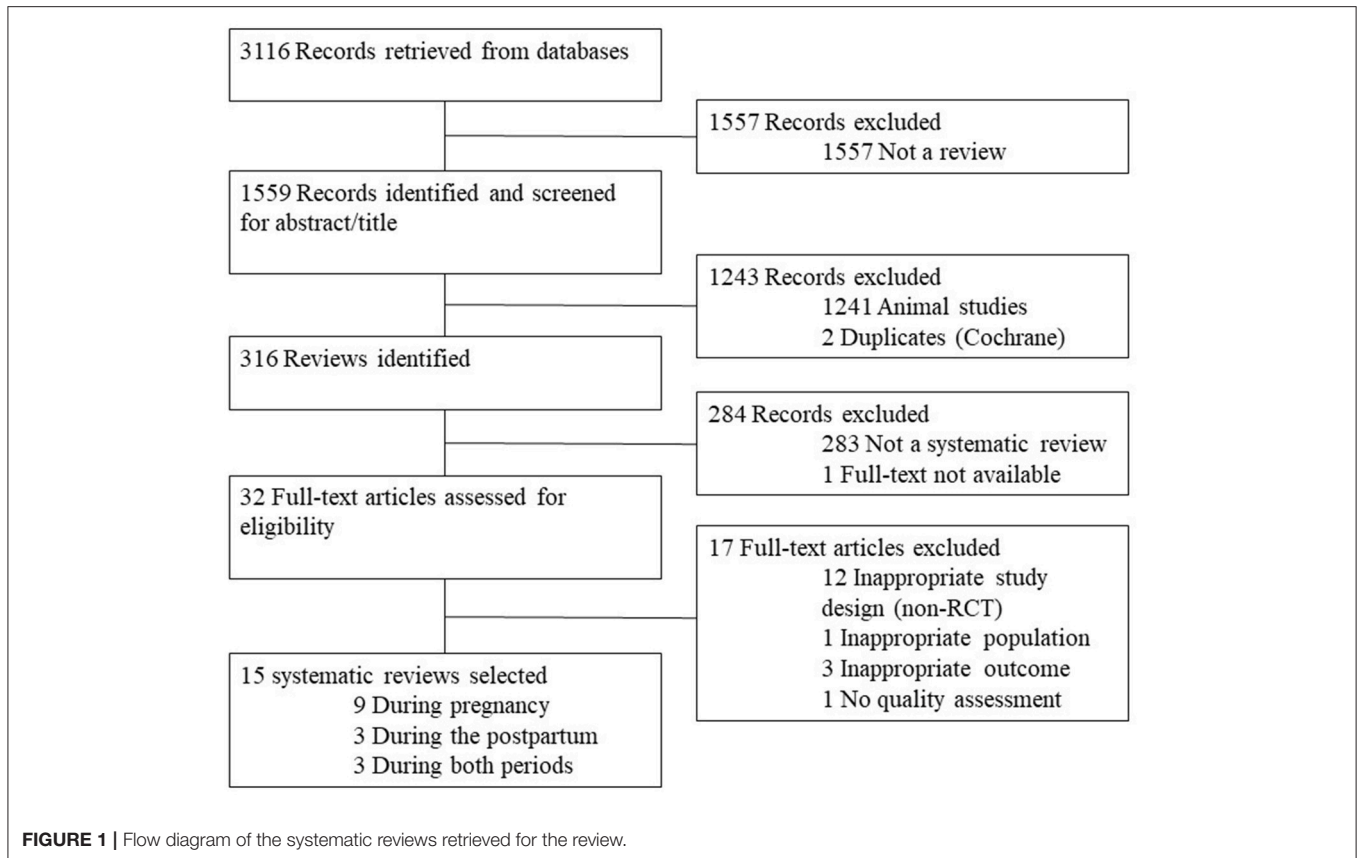 3116 Records retrieved from databases
1557 Records excluded
1557 Not a review
1559 Records identified and screened
for abstract/title
1243 Records excluded
1241 Animal studies
2 Duplicates (Cochrane)
316 Reviews identified
284 Records excluded
283 Not a systematic review
1 Full-text not available
32 Full-text articles assessed for
eligibility
17 Full-text articles excluded
12 Inappropriate study
design (non-RCT)
1 Inappropriate population
3 Inappropriate outcome
1 No quality assessment
15 systematic reviews selected
9 During pregnancy
3 During the postpartum
3 During both periods
FIGURE 1 | Flow diagram of the systematic reviews retrieved for the review.